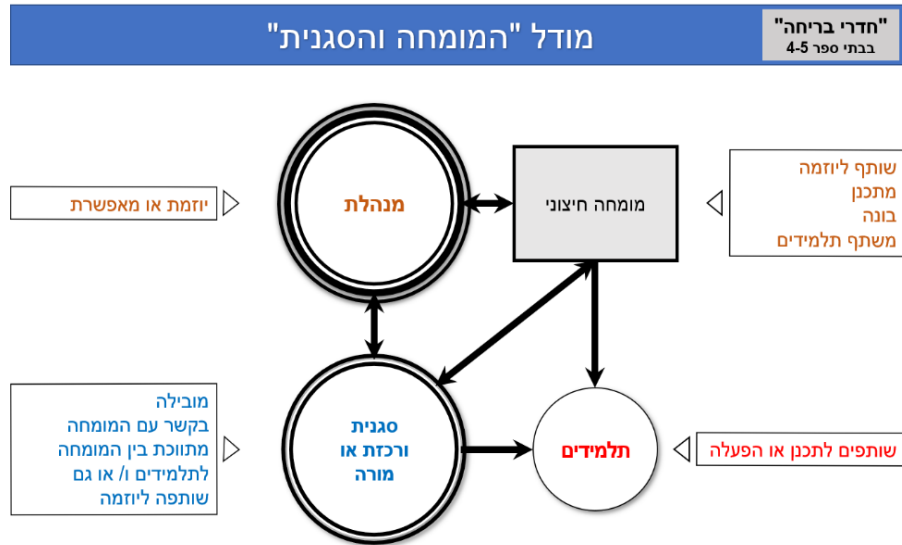 "חדרי בריחה"
בבתי ספר 4-5
מודל "המומחה והסגנית"
שותף ליוזמה
מתכנן
בונה
משתף תלמידים
מומחה חיצוני
מנהלת
יוזמת או מאפשרת
סגנית
ורכזת או
מורה
מובילה
בקשר עם המומחה
מתווכת בין המומחה
לתלמידים ו/ או גם
שותפה ליוזמה
תלמידים
שותפים לתכנן או הפעלה